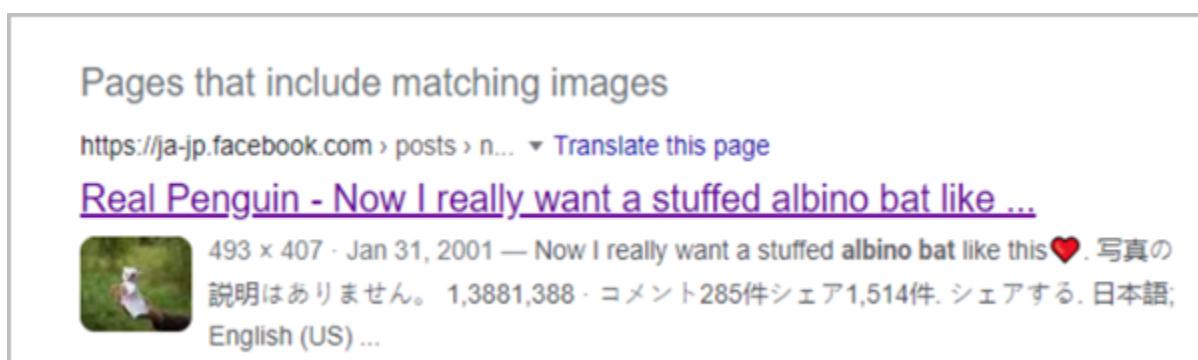 Pages that include matching images
https://ja-jp.facebook.com › posts › n... ▾ Translate this page
Real Penguin - Now I really want a stuffed albino bat like ...
493 × 407 · Jan 31, 2001 — Now I really want a stuffed albino bat like this❤. 写真の
説明はありません。 1,3881,388 · コメント285件シェア1,514件. シェアする. 日本語;
English (US) ...